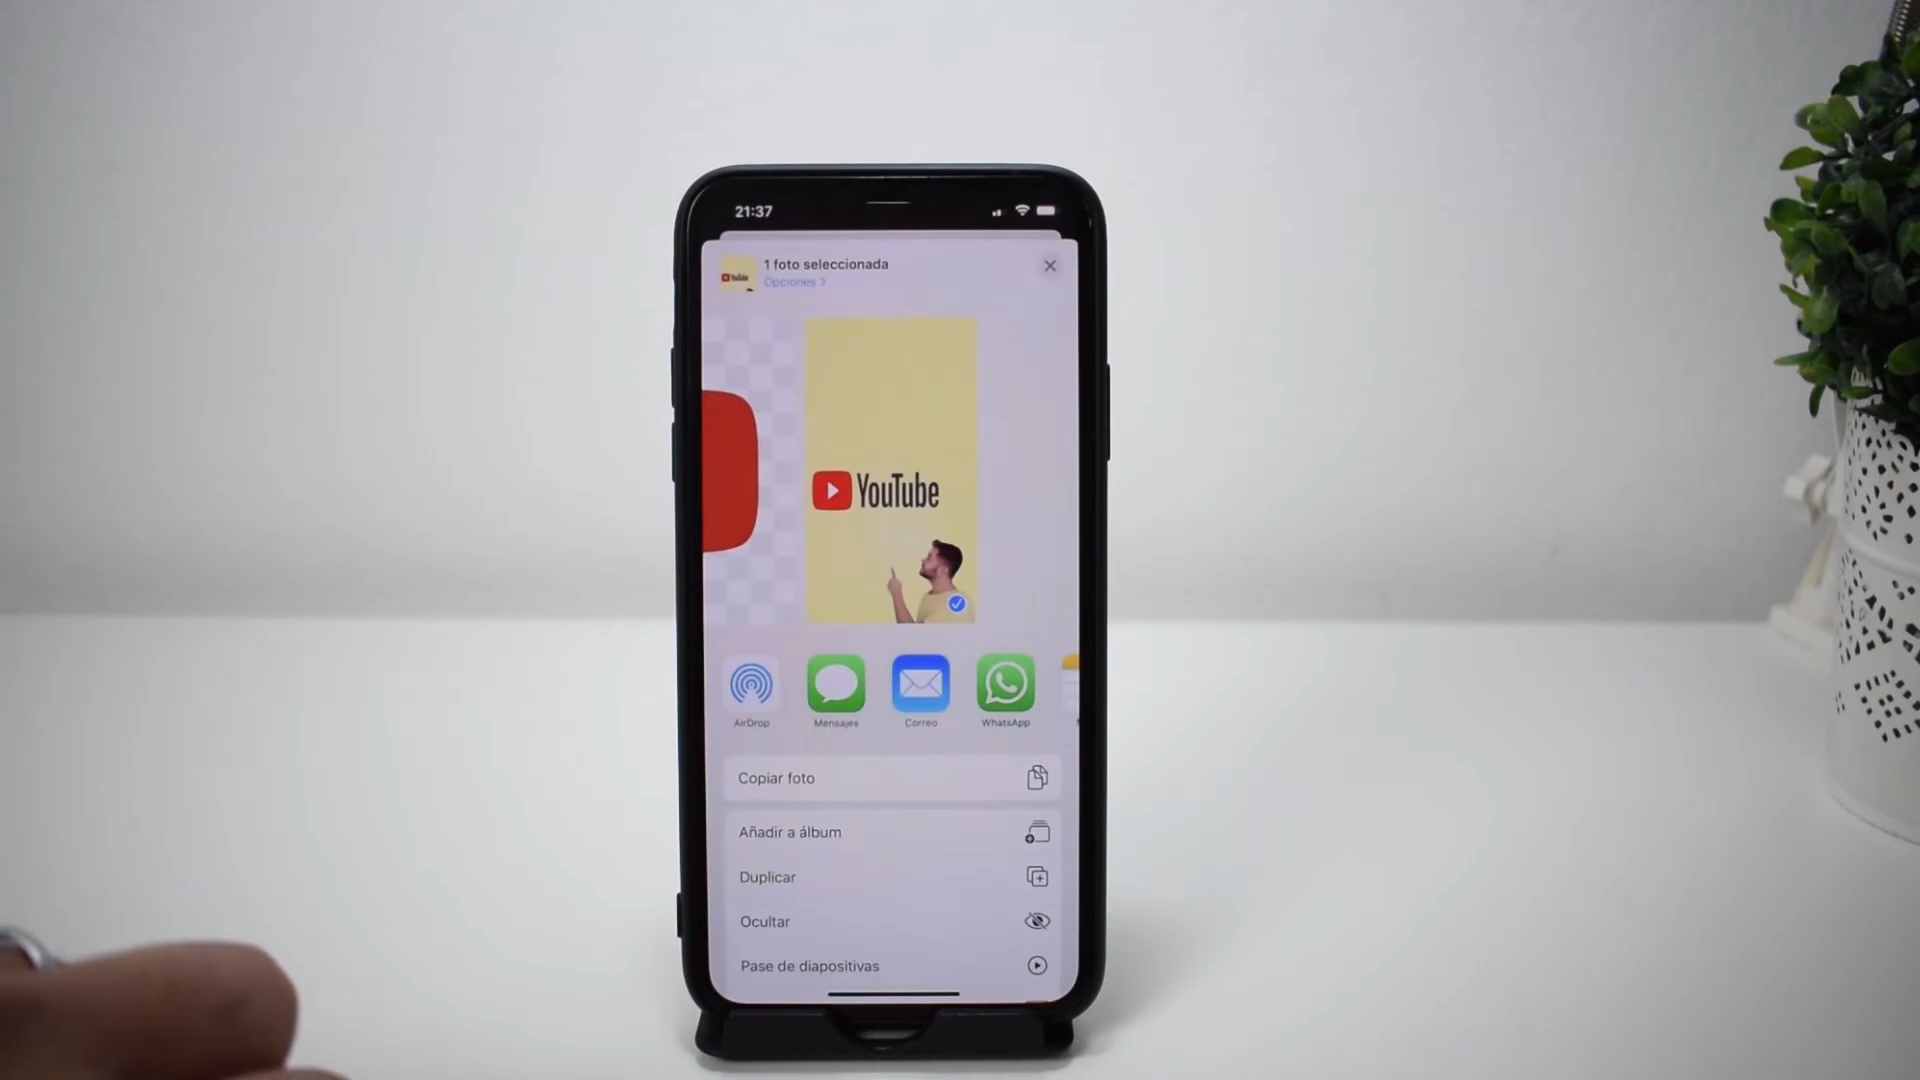 21:37
1 foto seleccionada
Opciones >
YouTube
YouTube
AirDrop
Mensajes
Correo
WhatsApp
Copiar foto
Añadir a álbum
Duplicar
Ocultar
Pase de diapositivas